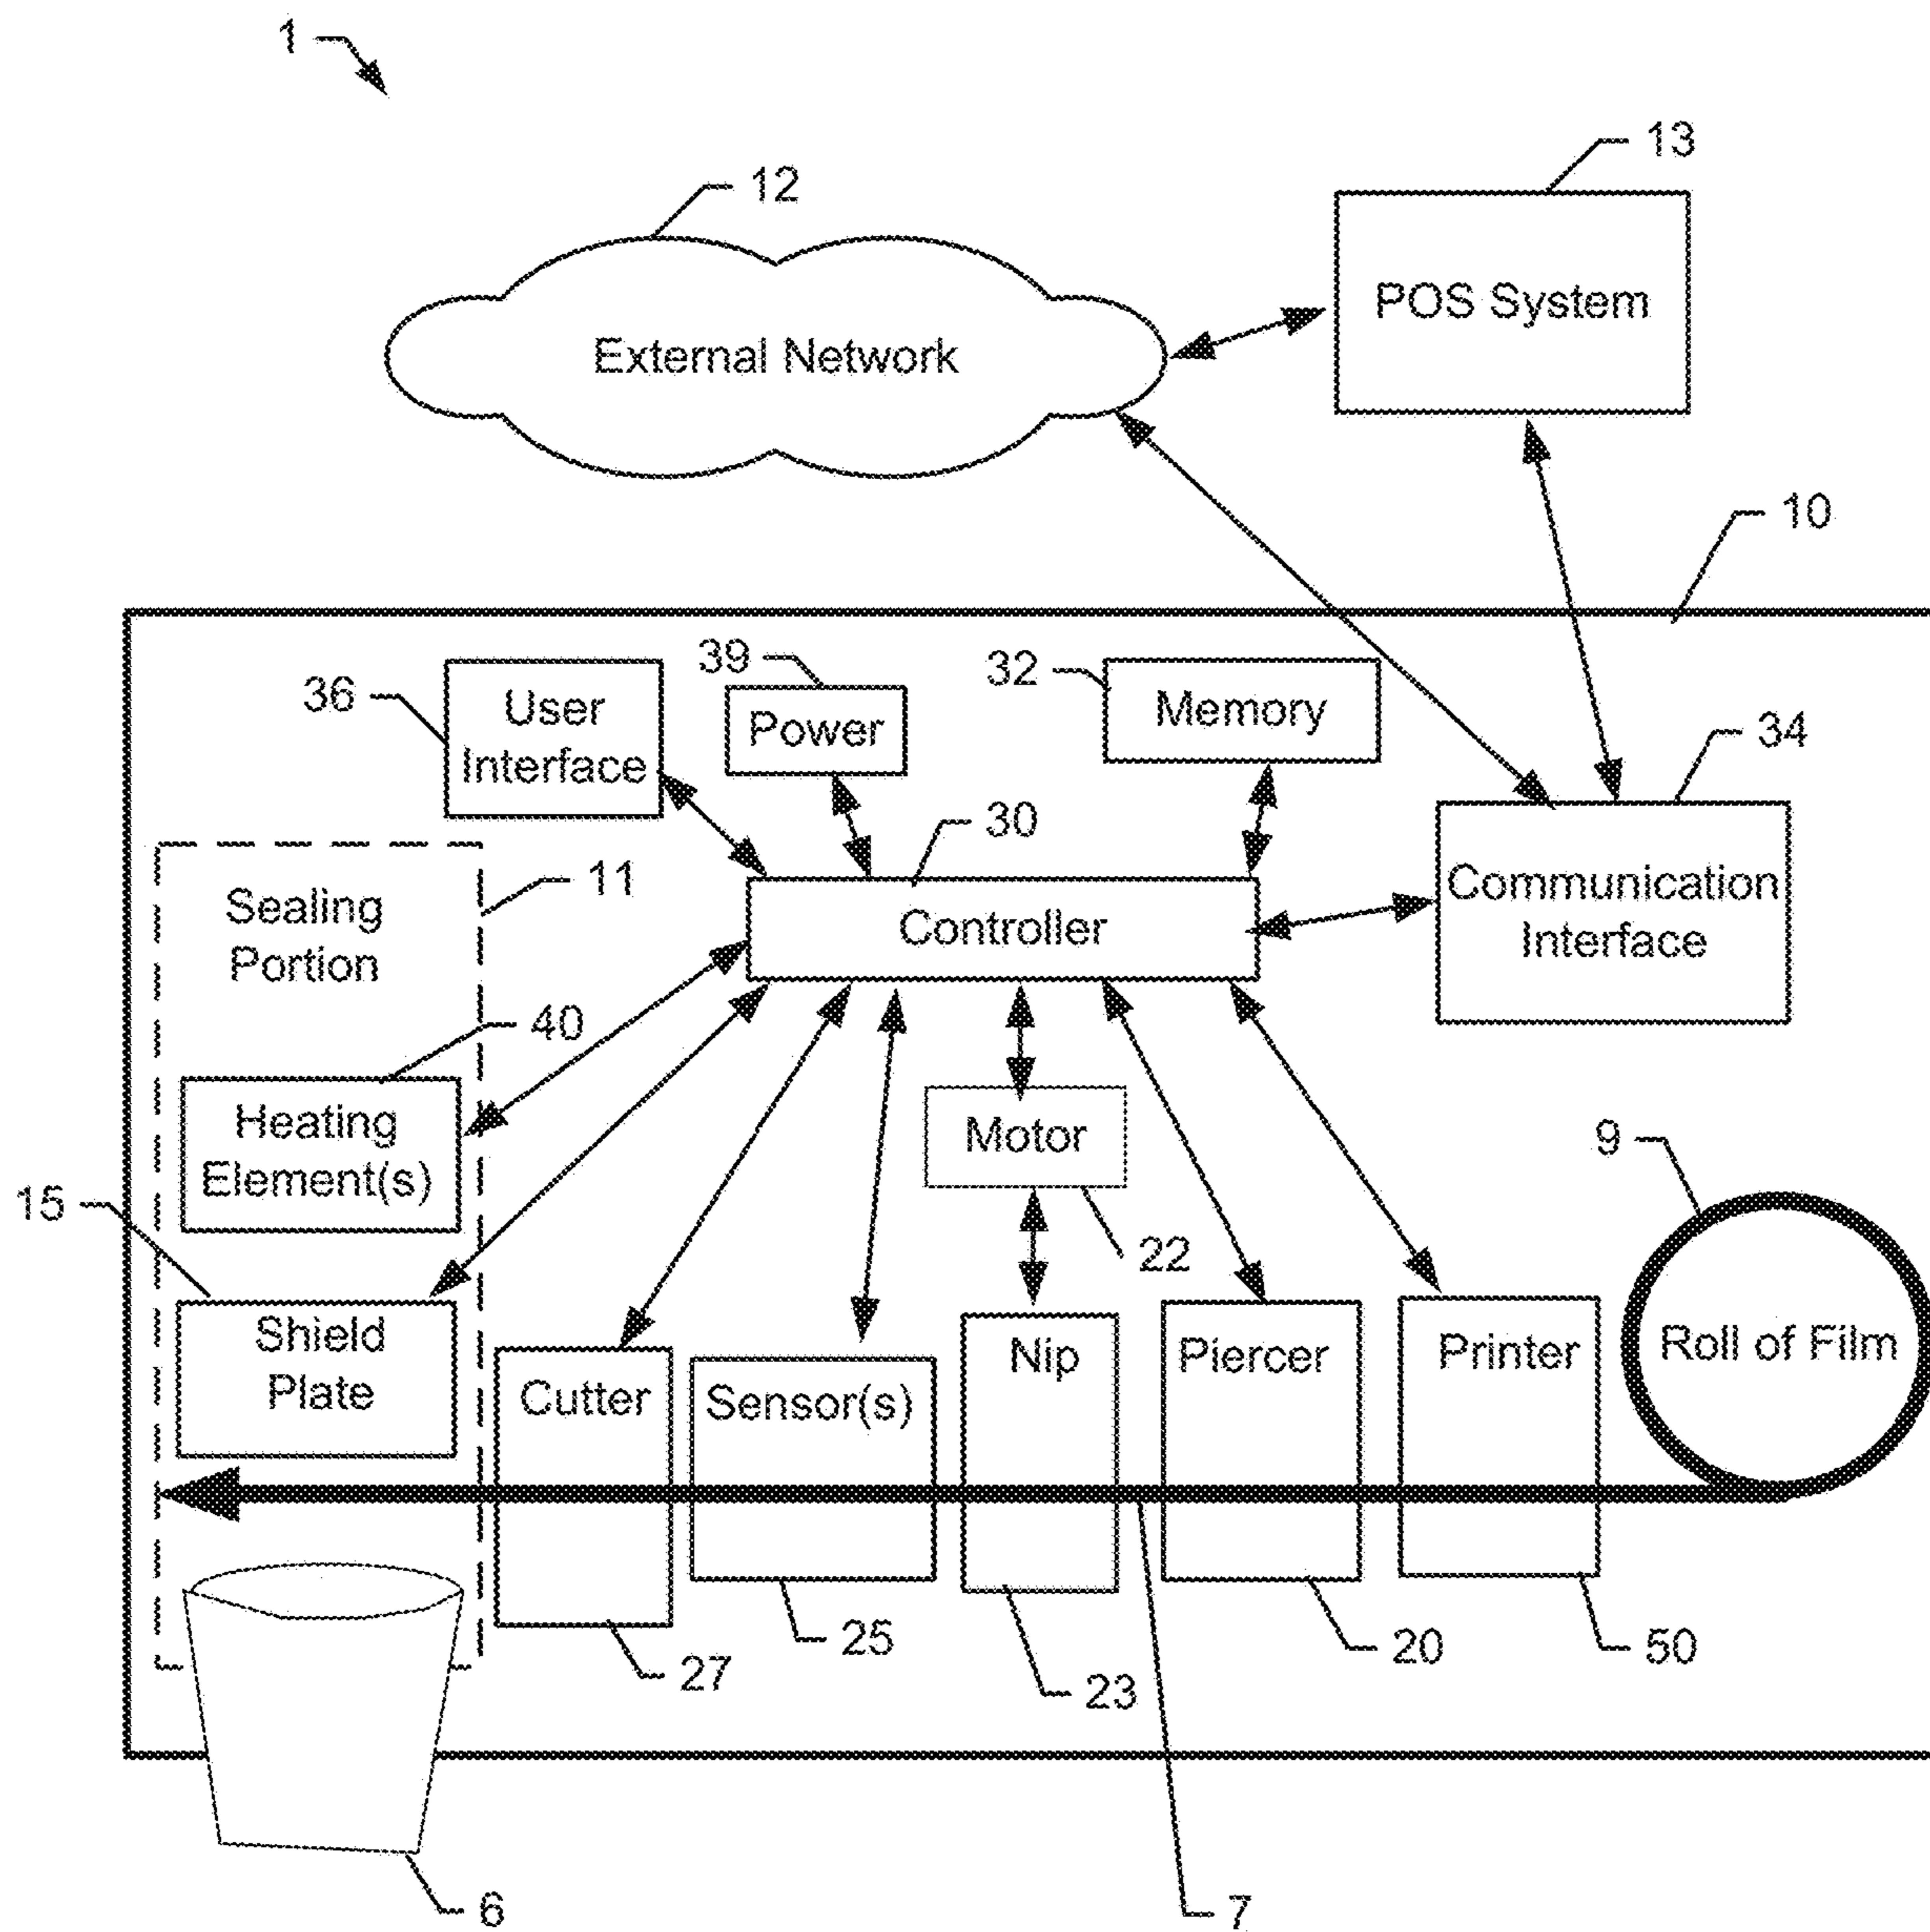 1
13
12
POS System
External Network
10
39
32
36
User
Interface
Power
Memory
34
30
11
Sealing
Portion
Controller
Communication
Interface
40
Heating
Element(s)
Motor
9
15
22
Shield
Plate
Cutter
Sensor(s)
Nip
Piercer
Printer
Roll of Film
27
25
23
20
50
6
7